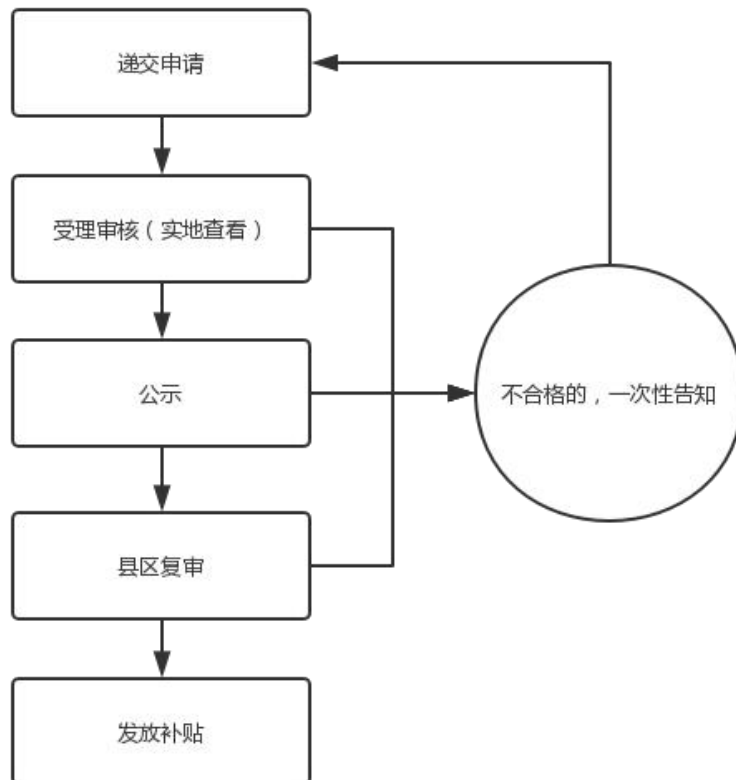 递交申请
受理审核（实地查看）
公示
不合格的，一次性告知
县区复审
发放补贴